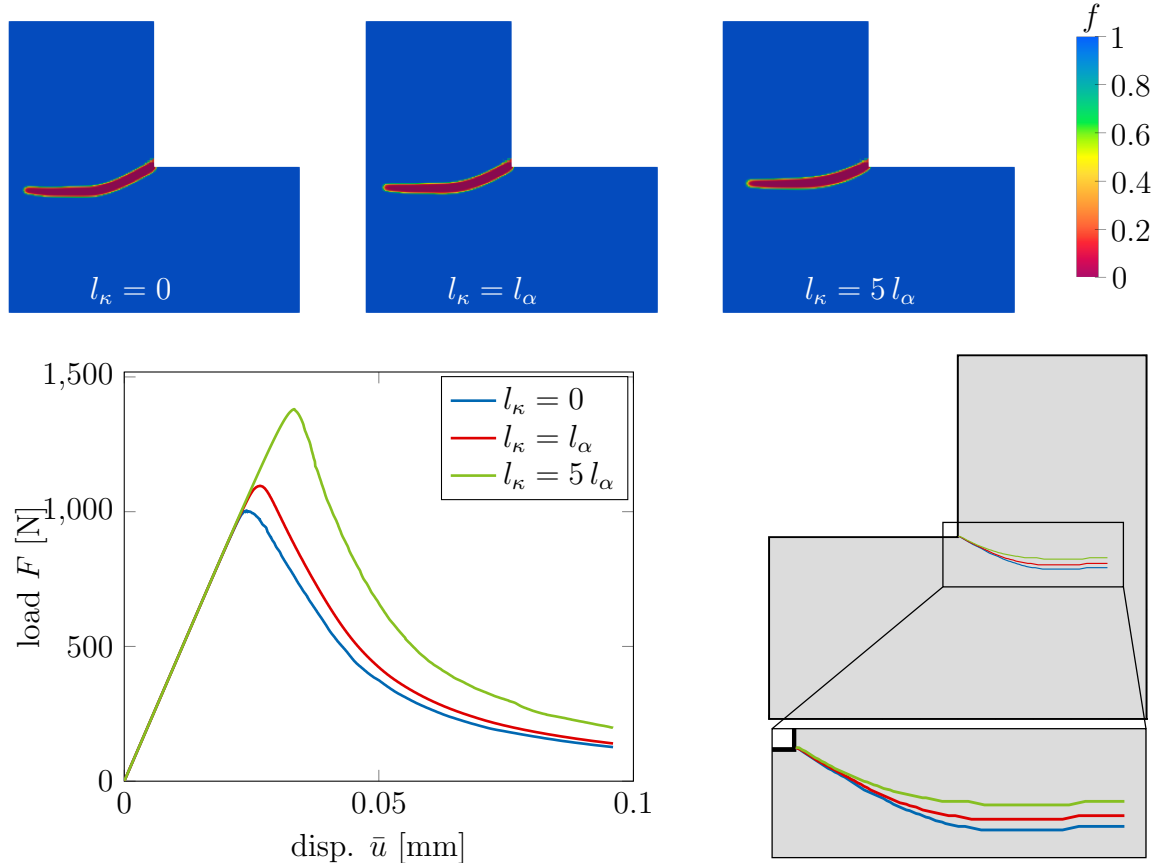 f
1
0.8
0.6
0.4
0.2
0
l_κ = 0
l_κ = l_α
l_κ = 5 l_α
1,500
1,000
500
0
0
0.05
0.1
load F [N]
disp. ū [mm]
l_κ = 0
l_κ = l_α
l_κ = 5 l_α